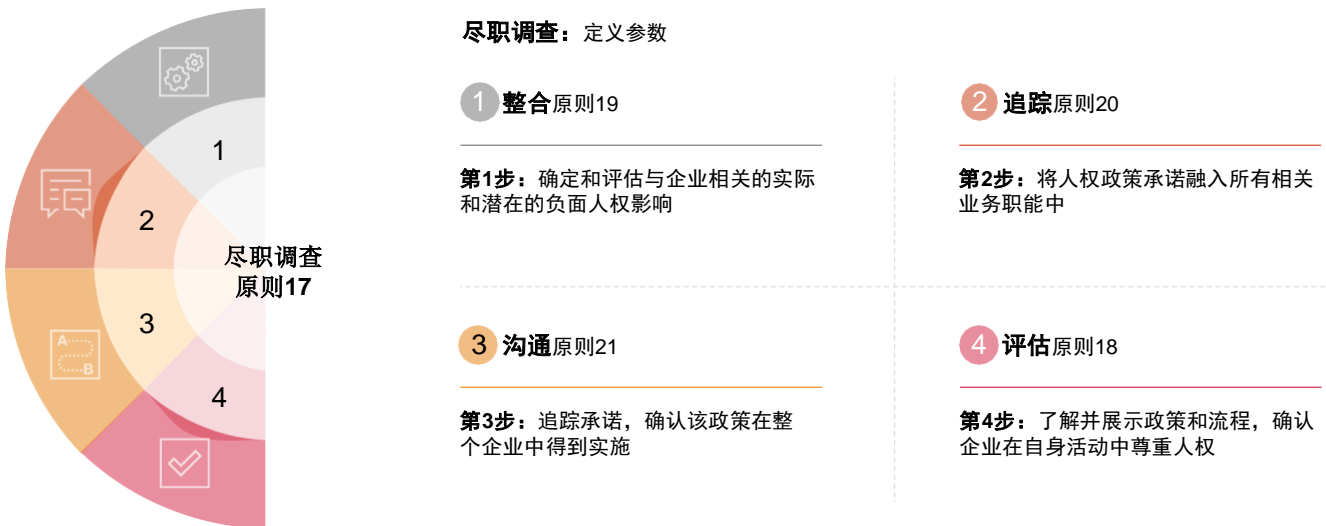 尽职调查：定义参数
1
2
3
4
尽职调查
原则17
A
B
1 整合原则19
第1步：确定和评估与企业相关的实际
和潜在的负面人权影响
2 追踪原则20
第2步：将人权政策承诺融入所有相关
业务职能中
3 沟通原则21
第3步：追踪承诺，确认该政策在整
个企业中得到实施
4 评估原则18
第4步：了解并展示政策和流程，确认
企业在自身活动中尊重人权